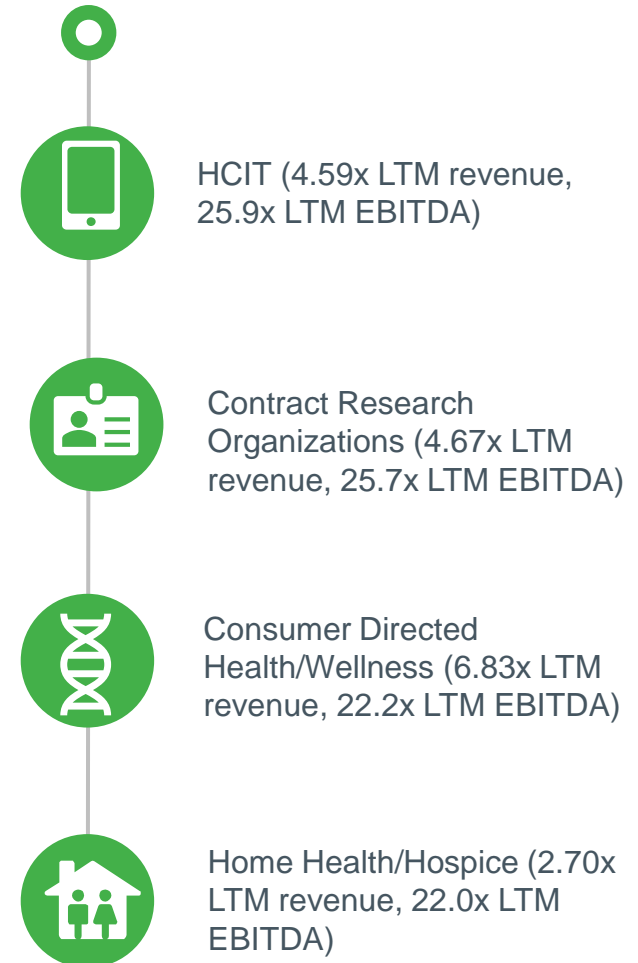 HCIT (4.59x LTM revenue,
25.9x LTM EBITDA)
Contract Research
Organizations (4.67x LTM
revenue, 25.7x LTM EBITDA)
Consumer Directed
Health/Wellness (6.83x LTM
revenue, 22.2x LTM EBITDA)
Home Health/Hospice (2.70x
LTM revenue, 22.0x LTM
EBITDA)